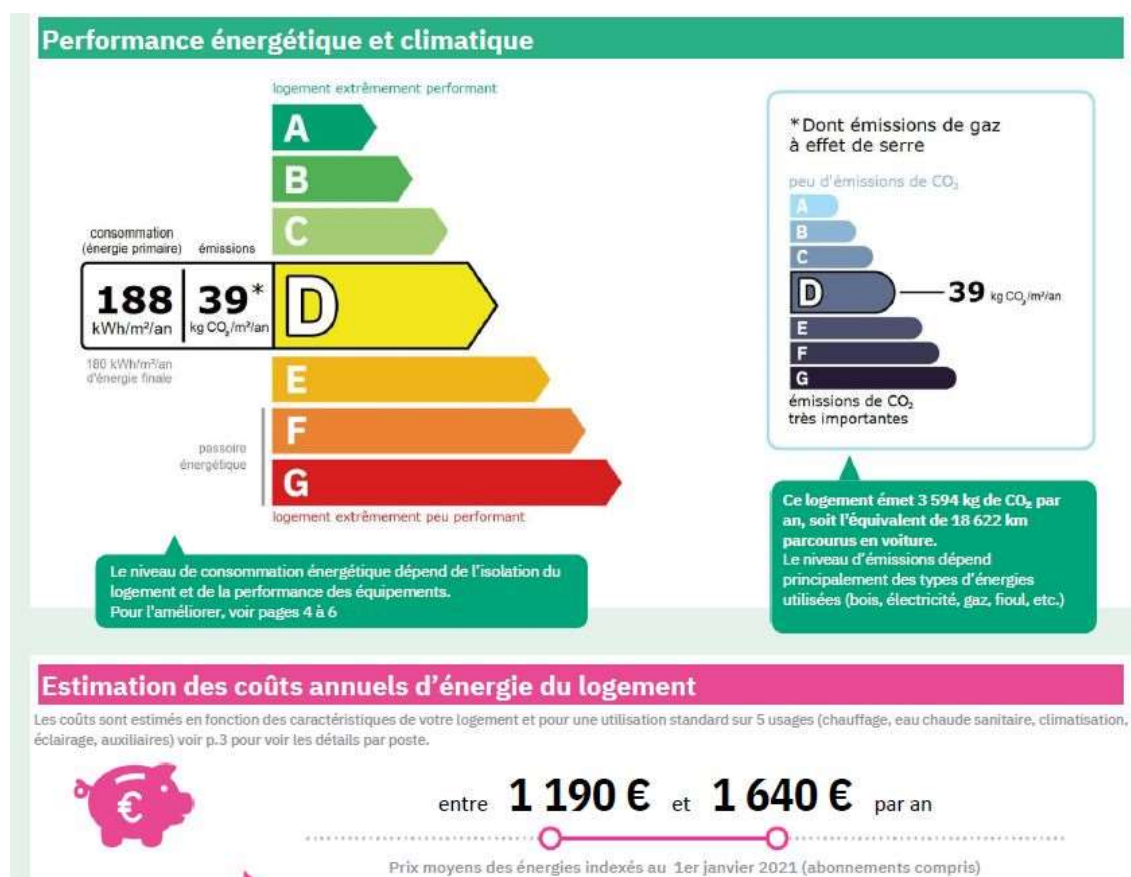 Performance énergétique et climatique
logement extrêmement performant
A
B
C
consommation
(énergie primaire)
émissions
188
kWh/m²/an
39*
kg CO₂/m²/an
D
180 kWh/m²/an
d'énergie finale
E
F
passoire
énergétique
G
logement extrêmement peu performant
Le niveau de consommation énergétique dépend de l'isolation du
logement et de la performance des équipements.
Pour l'améliorer, voir pages 4 à 6
*Dont émissions de gaz
à effet de serre
peu d'émissions de CO₂
A
B
C
D
39 kg CO₂/m²/an
E
F
G
émissions de CO₂
très importantes
Ce logement émet 3 594 kg de CO₂ par
an, soit l'équivalent de 18 622 km
parcourus en voiture.
Le niveau d'émissions dépend
principalement des types d'énergies
utilisées (bois, électricité, gaz, fioul, etc.)
Estimation des coûts annuels d'énergie du logement
Les coûts sont estimés en fonction des caractéristiques de votre logement et pour une utilisation standard sur 5 usages (chauffage, eau chaude sanitaire, climatisation,
éclairage, auxiliaires) voir p.3 pour voir les détails par poste.
€
entre 1 190 € et 1 640 € par an
Prix moyens des énergies indexés au 1er janvier 2021 (abonnements compris)